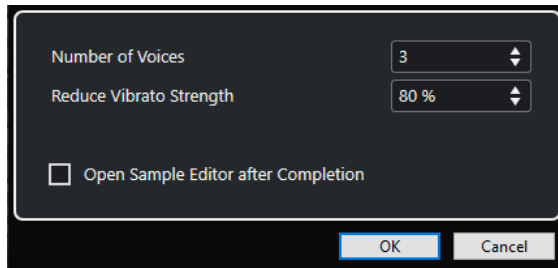 Number of Voices 3
Reduce Vibrato Strength 80 %
Open Sample Editor after Completion
OK Cancel